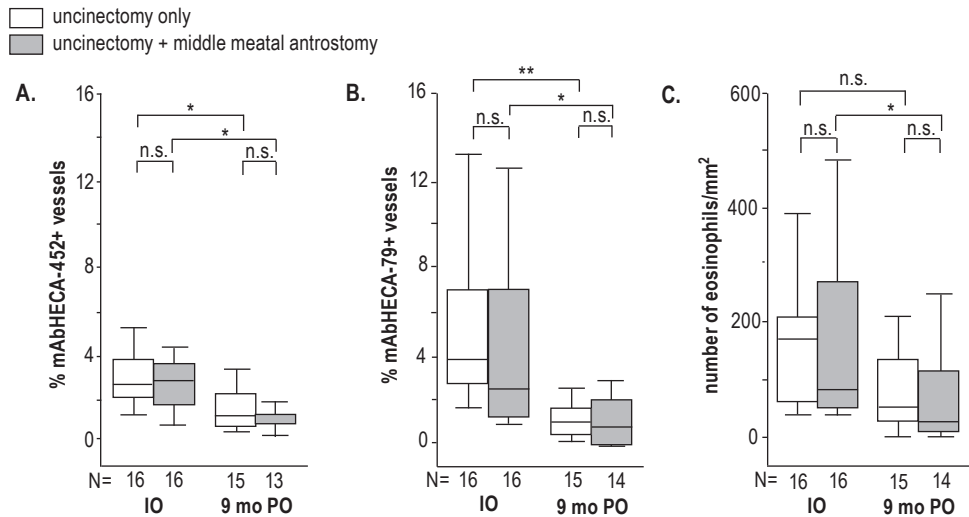 uncinectomy only
uncinectomy + middle meatal antrostomy
A.
% mAbHECA-452+ vessels
16
12
8
4
0
*
*
n.s.
n.s.
N= 16 16 15 13
IO 9 mo PO
B.
% mAbHECA-79+ vessels
16
12
8
4
0
**
*
n.s.
n.s.
N= 16 16 15 14
IO 9 mo PO
C.
number of eosinophils/mm²
600
400
200
0
n.s.
*
n.s.
n.s.
N= 16 16 15 14
IO 9 mo PO